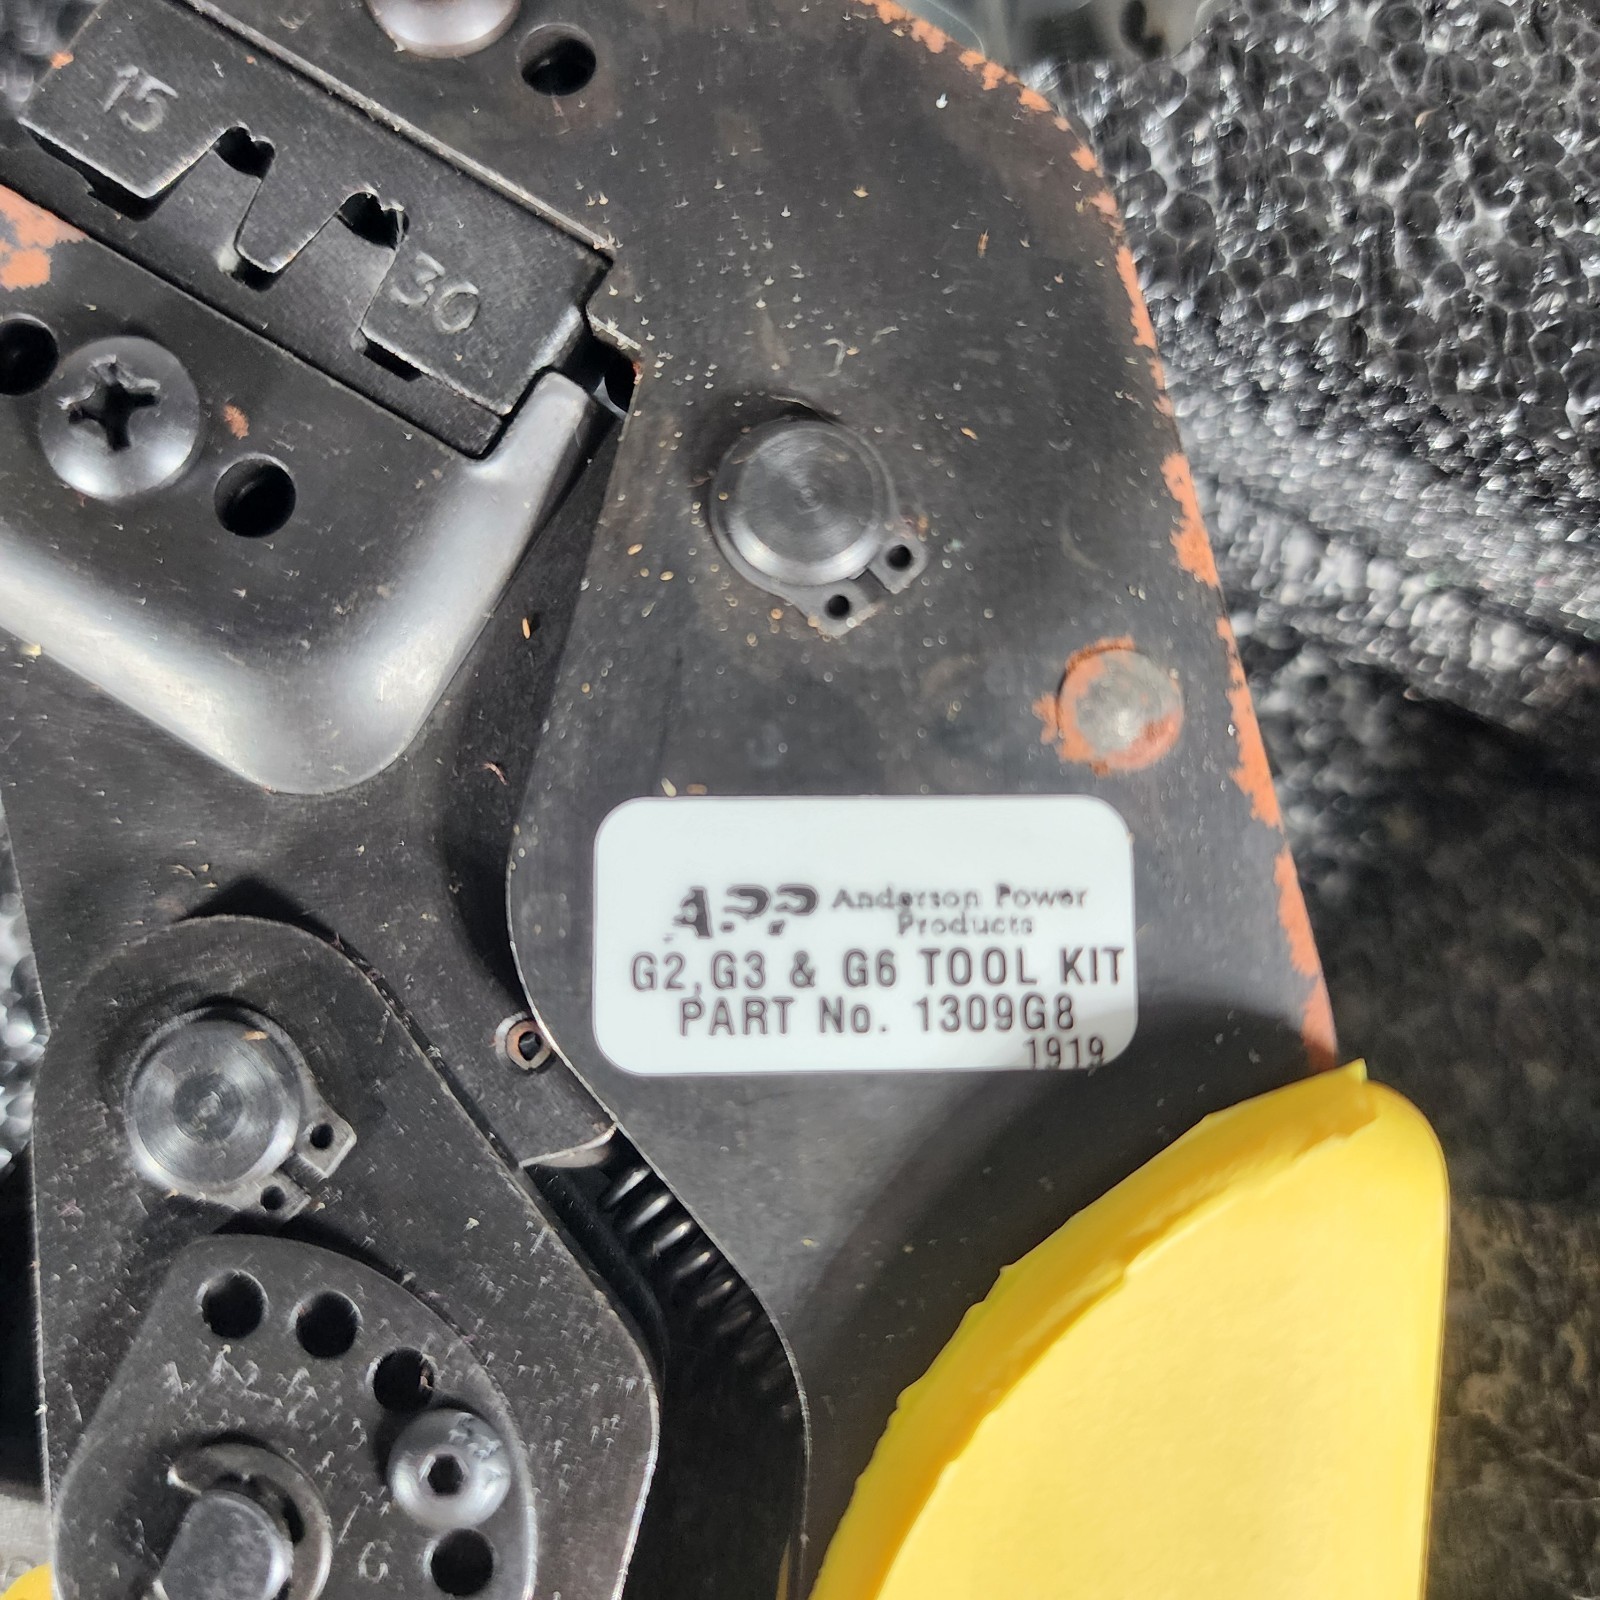 15
30
APP Anderson Power
Products
G2, G3 & G6 TOOL KIT
PART No. 1309G8
1919